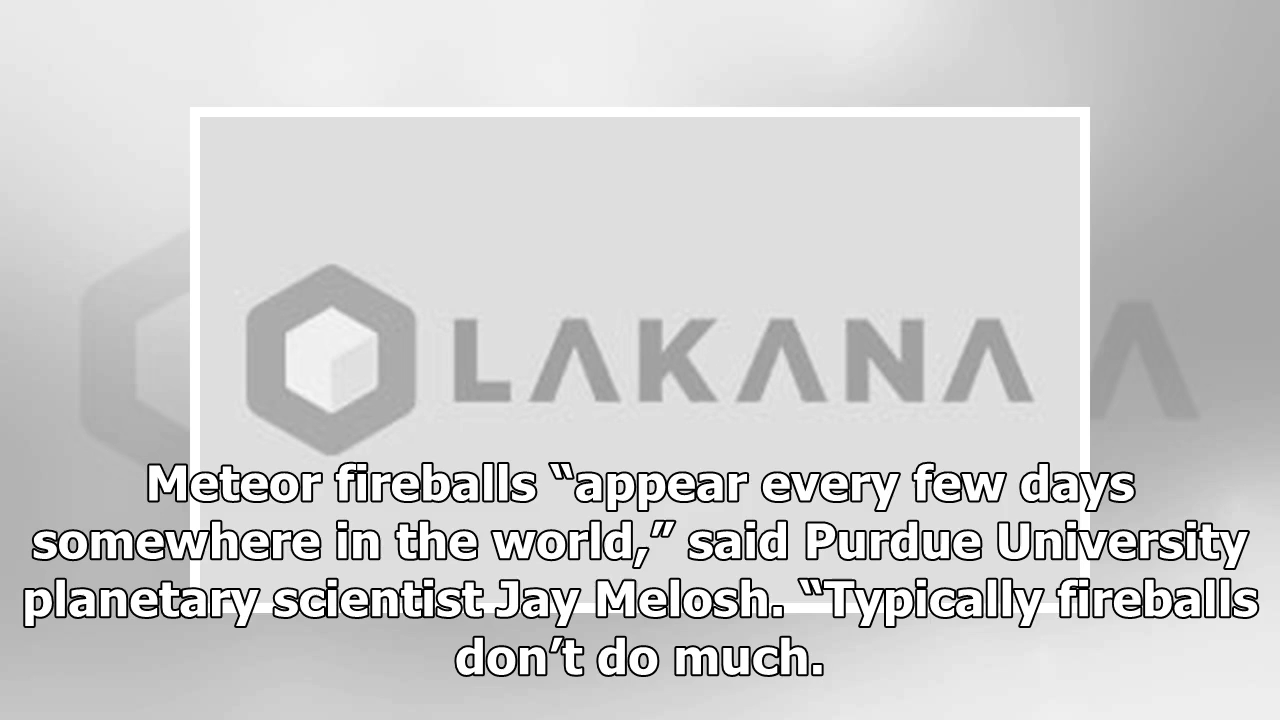 LAKANA
Meteor fireballs “appear every few days
somewhere in the world,” said Purdue University
planetary scientist Jay Melosh. “Typically fireballs
don’t do much.